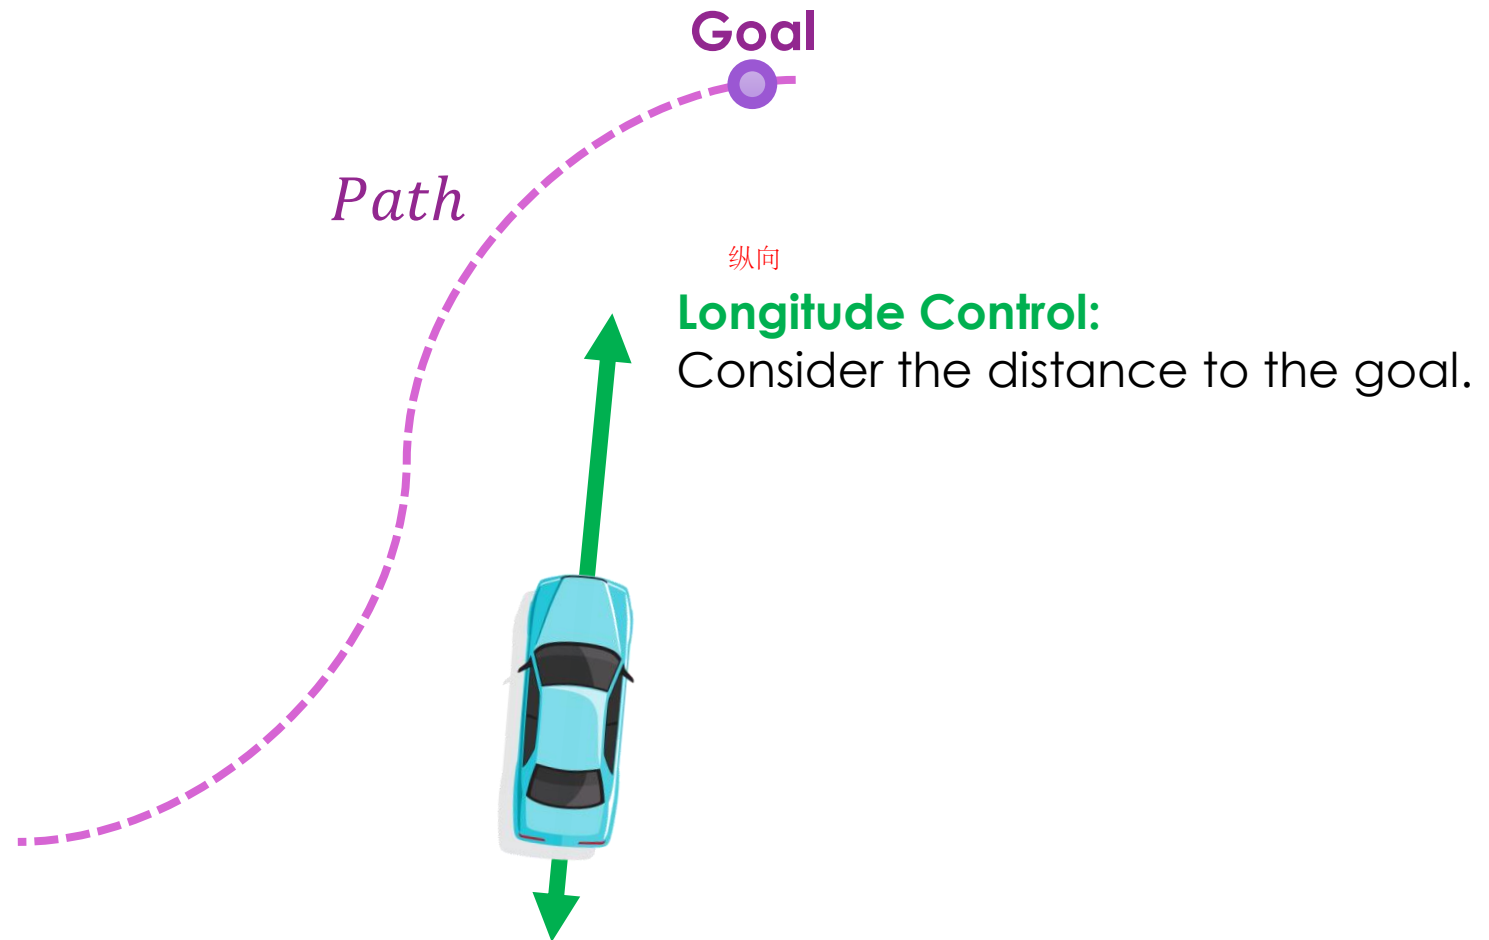 Goal
Path
纵向
Longitude Control:
Consider the distance to the goal.